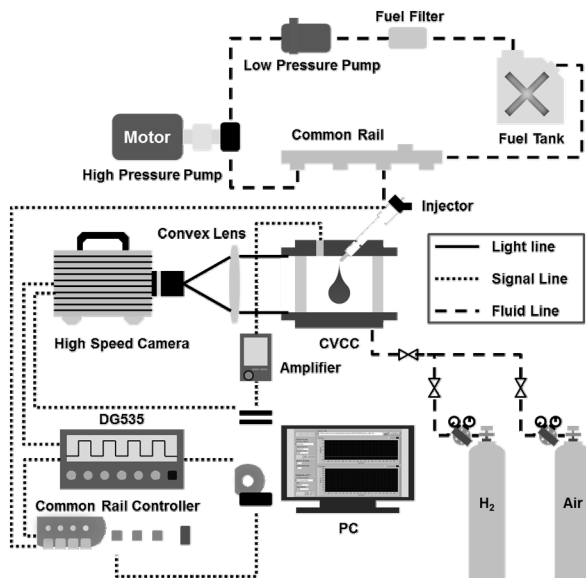 Fuel Filter
Low Pressure Pump
Fuel Tank
Motor
High Pressure Pump
Common Rail
Injector
Convex Lens
Light line
Signal Line
Fluid Line
High Speed Camera
CVCC
Amplifier
DG535
Common Rail Controller
PC
H2
Air